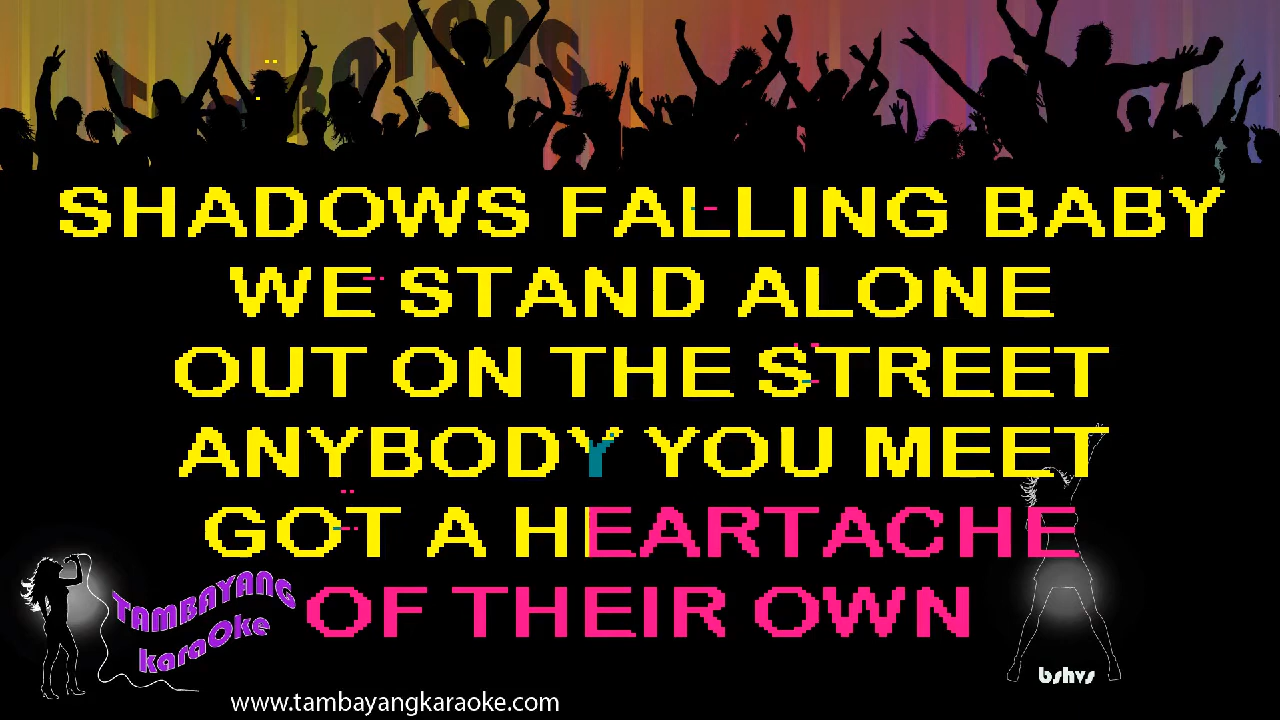 TAMBAYANG
SHADOWS FALLING BABY
WE STAND ALONE
OUT ON THE STREET
ANYBODY YOU MEET
GOT A HEARTACHE
OF THEIR OWN
TAMBAYANG
karaOke
bshvs
www.tambayangkaraoke.com